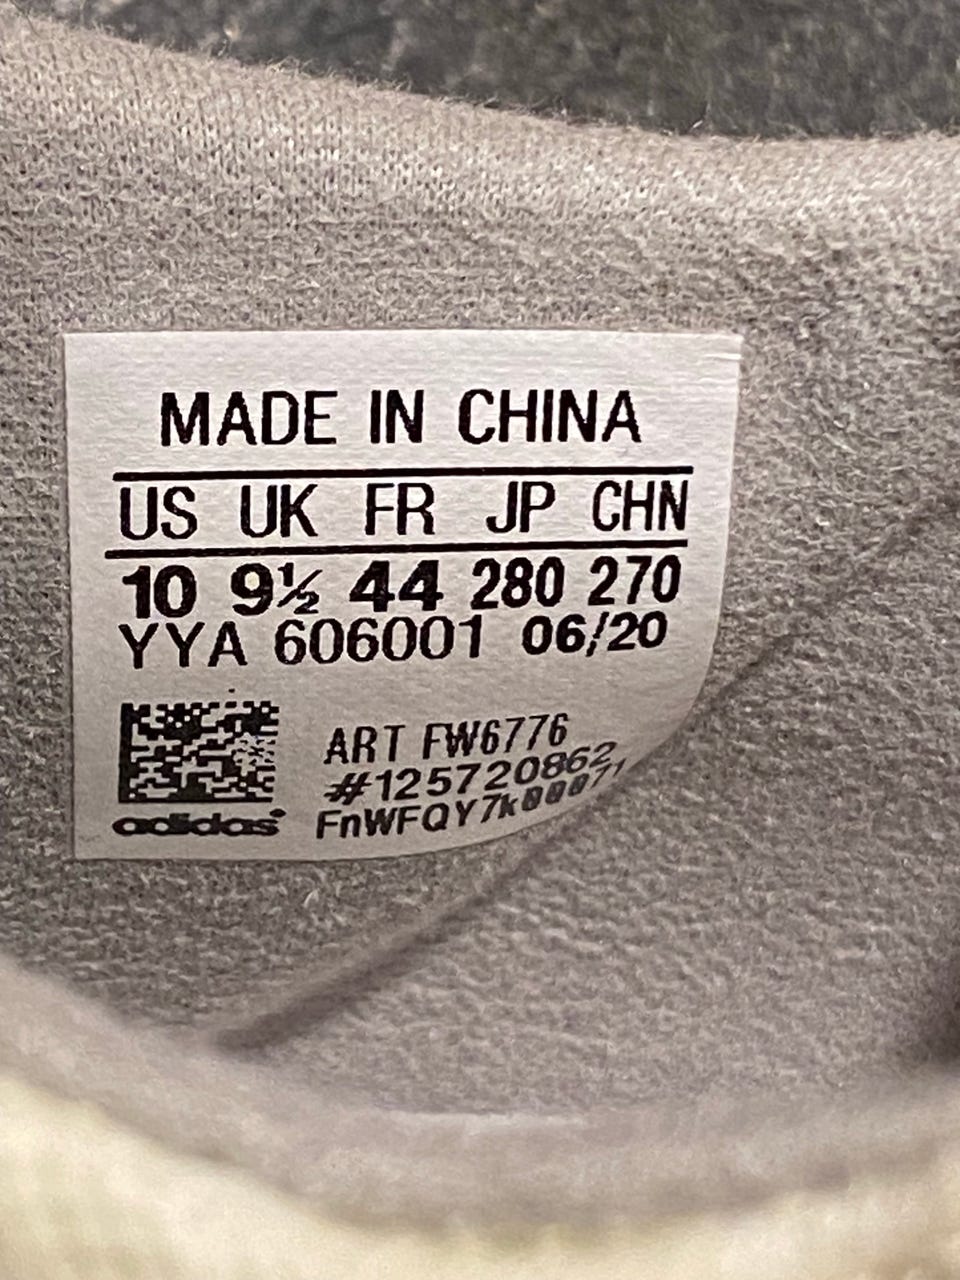 MADE IN CHINA
US UK FR JP CHN
10 9½ 44 280 270
YYA 606001 06/20
ART FW6776
#125720862
adidas FnWFQY7k000071